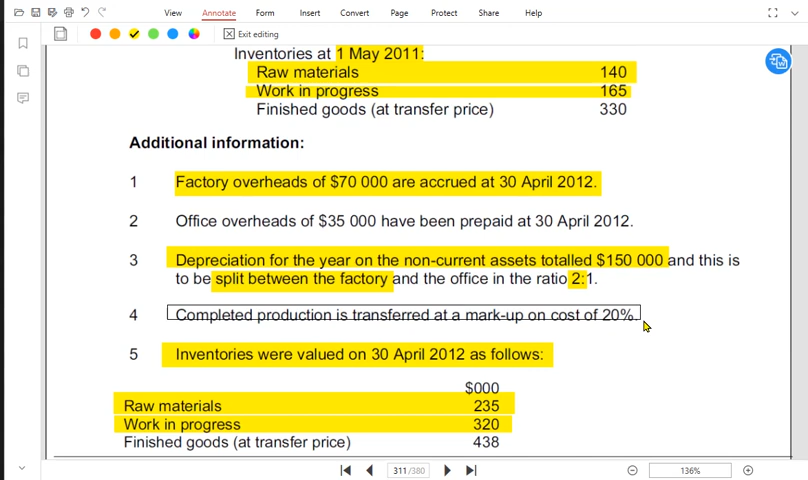 View Annotate Form Insert Convert Page Protect Share Help
Exit editing
Inventories at 1 May 2011:
Raw materials 140
Work in progress 165
Finished goods (at transfer price) 330
Additional information:
1 Factory overheads of $70 000 are accrued at 30 April 2012.
2 Office overheads of $35 000 have been prepaid at 30 April 2012.
3 Depreciation for the year on the non-current assets totalled $150 000 and this is
to be split between the factory and the office in the ratio 2:1.
4 Completed production is transferred at a mark-up on cost of 20%.
5 Inventories were valued on 30 April 2012 as follows:
$000
Raw materials 235
Work in progress 320
Finished goods (at transfer price) 438
311/380 136%